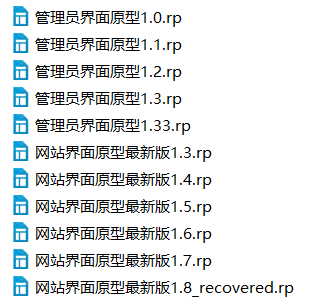 管理员界面原型1.0.rp
管理员界面原型1.1.rp
管理员界面原型1.2.rp
管理员界面原型1.3.rp
管理员界面原型1.33.rp
网站界面原型最新版1.3.rp
网站界面原型最新版1.4.rp
网站界面原型最新版1.5.rp
网站界面原型最新版1.6.rp
网站界面原型最新版1.7.rp
网站界面原型最新版1.8_recovered.rp